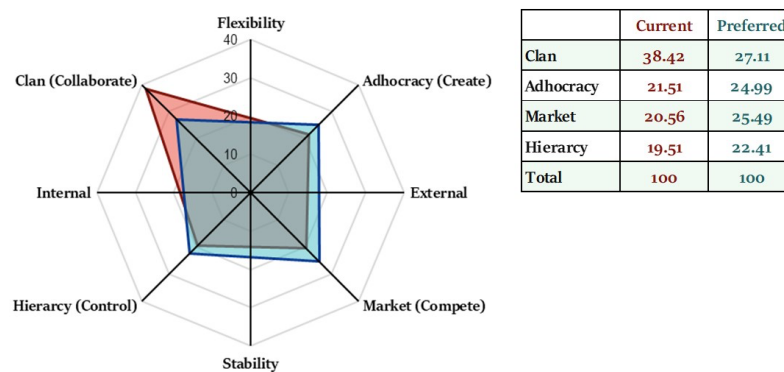 Flexibility
40
30
20
10
0
Clan (Collaborate)
Adhocracy (Create)
Internal
External
Hierarcy (Control)
Market (Compete)
Stability
Current Preferred
Clan 38.42 27.11
Adhocracy 21.51 24.99
Market 20.56 25.49
Hierarcy 19.51 22.41
Total 100 100